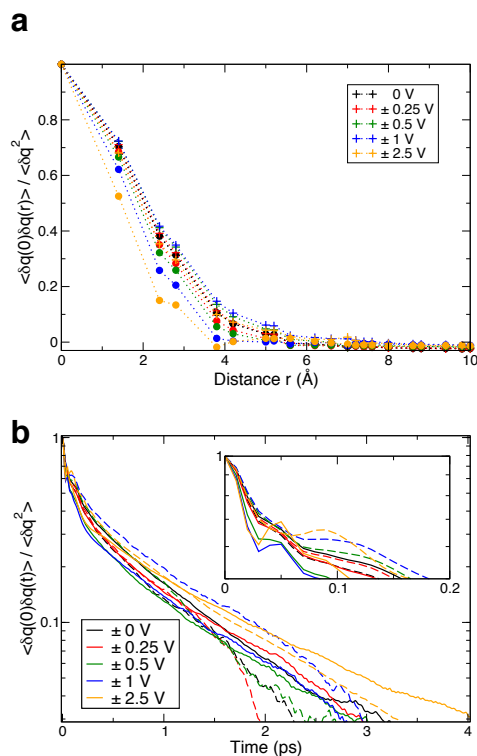 a
<δq(0)δq(r)> / <δq²>
0.8
0.6
0.4
0.2
0
0 2 4 6 8 10
Distance r (Å)
0 V
± 0.25 V
± 0.5 V
± 1 V
± 2.5 V
b
<δq(0)δq(t)> / <δq²>
1
0.1
0 1 2 3 4
Time (ps)
1
0 0.1 0.2
± 0 V
± 0.25 V
± 0.5 V
± 1 V
± 2.5 V